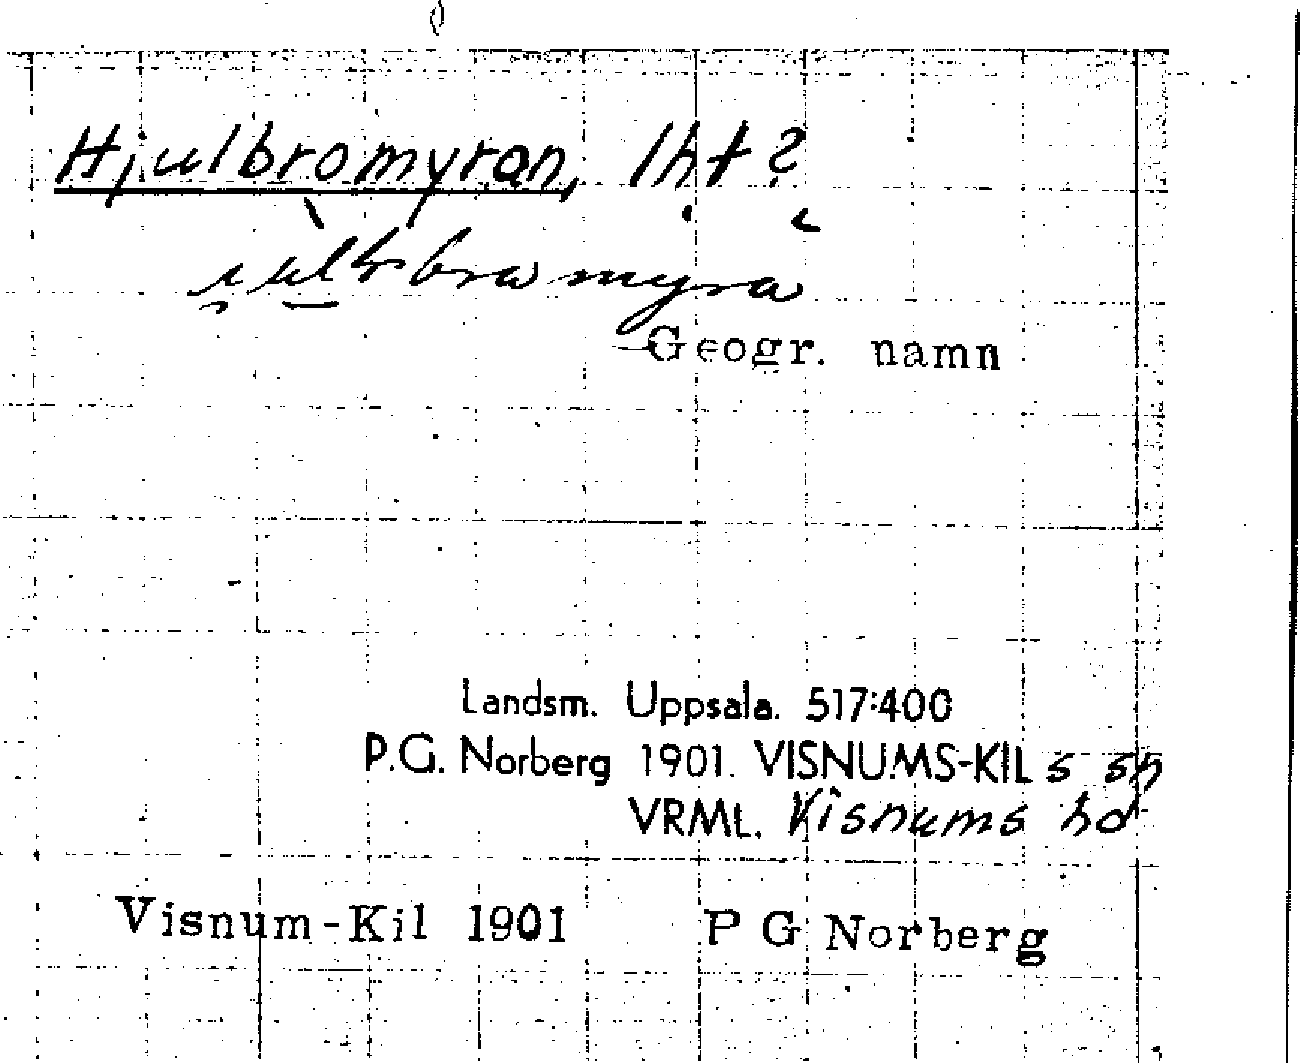 Hjulbromyran, lht?
Geogr. namn
Landsm. Uppsala. 517:400
P.G. Norberg 1901. VISNUMS-KIL s sn
VRML. Visnums hd
Visnum-Kil 1901 P G Norberg